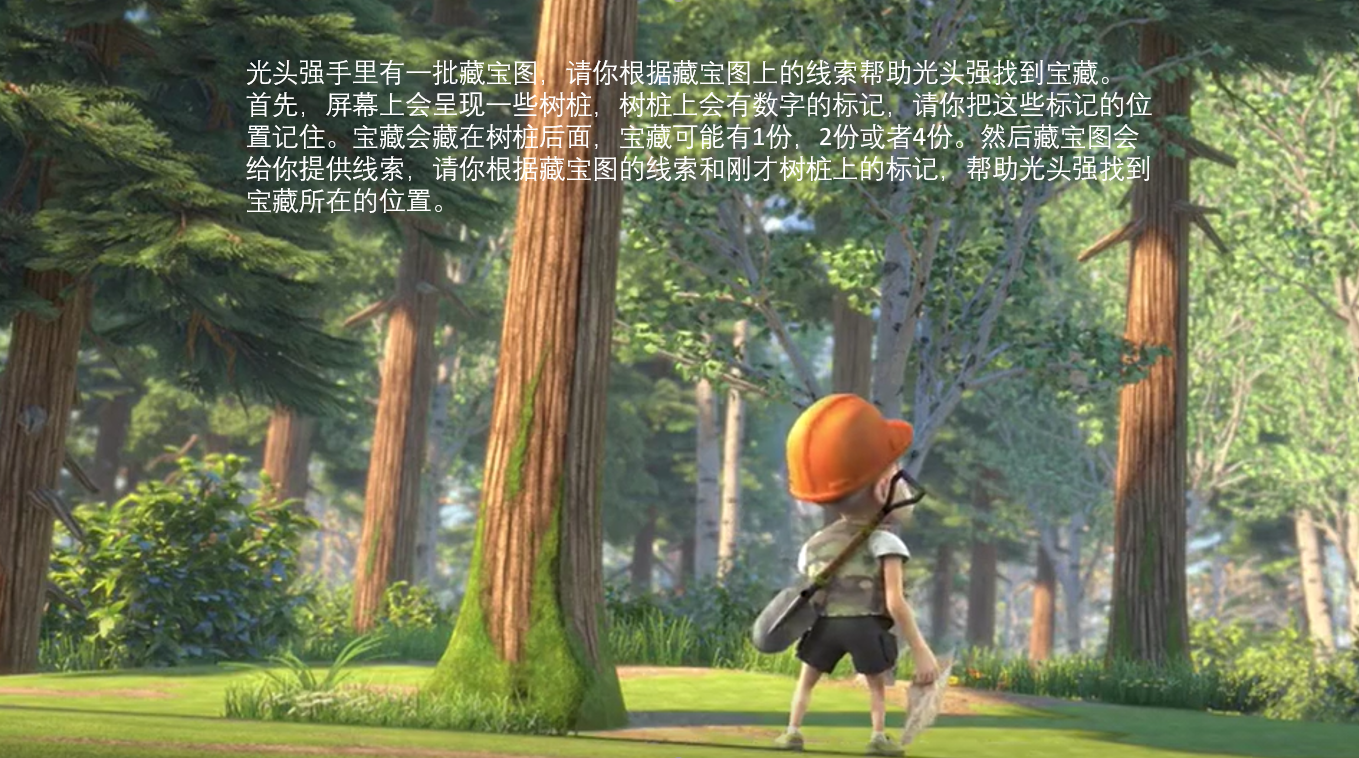 光头强手里有一批藏宝图，请你根据藏宝图上的线索帮助光头强找到宝藏。
首先，屏幕上会呈现一些树桩，树桩上会有数字的标记，请你把这些标记的位
置记住。宝藏会藏在树桩后面，宝藏可能有1份，2份或者4份。然后藏宝图会
给你提供线索，请你根据藏宝图的线索和刚才树桩上的标记，帮助光头强找到
宝藏所在的位置。